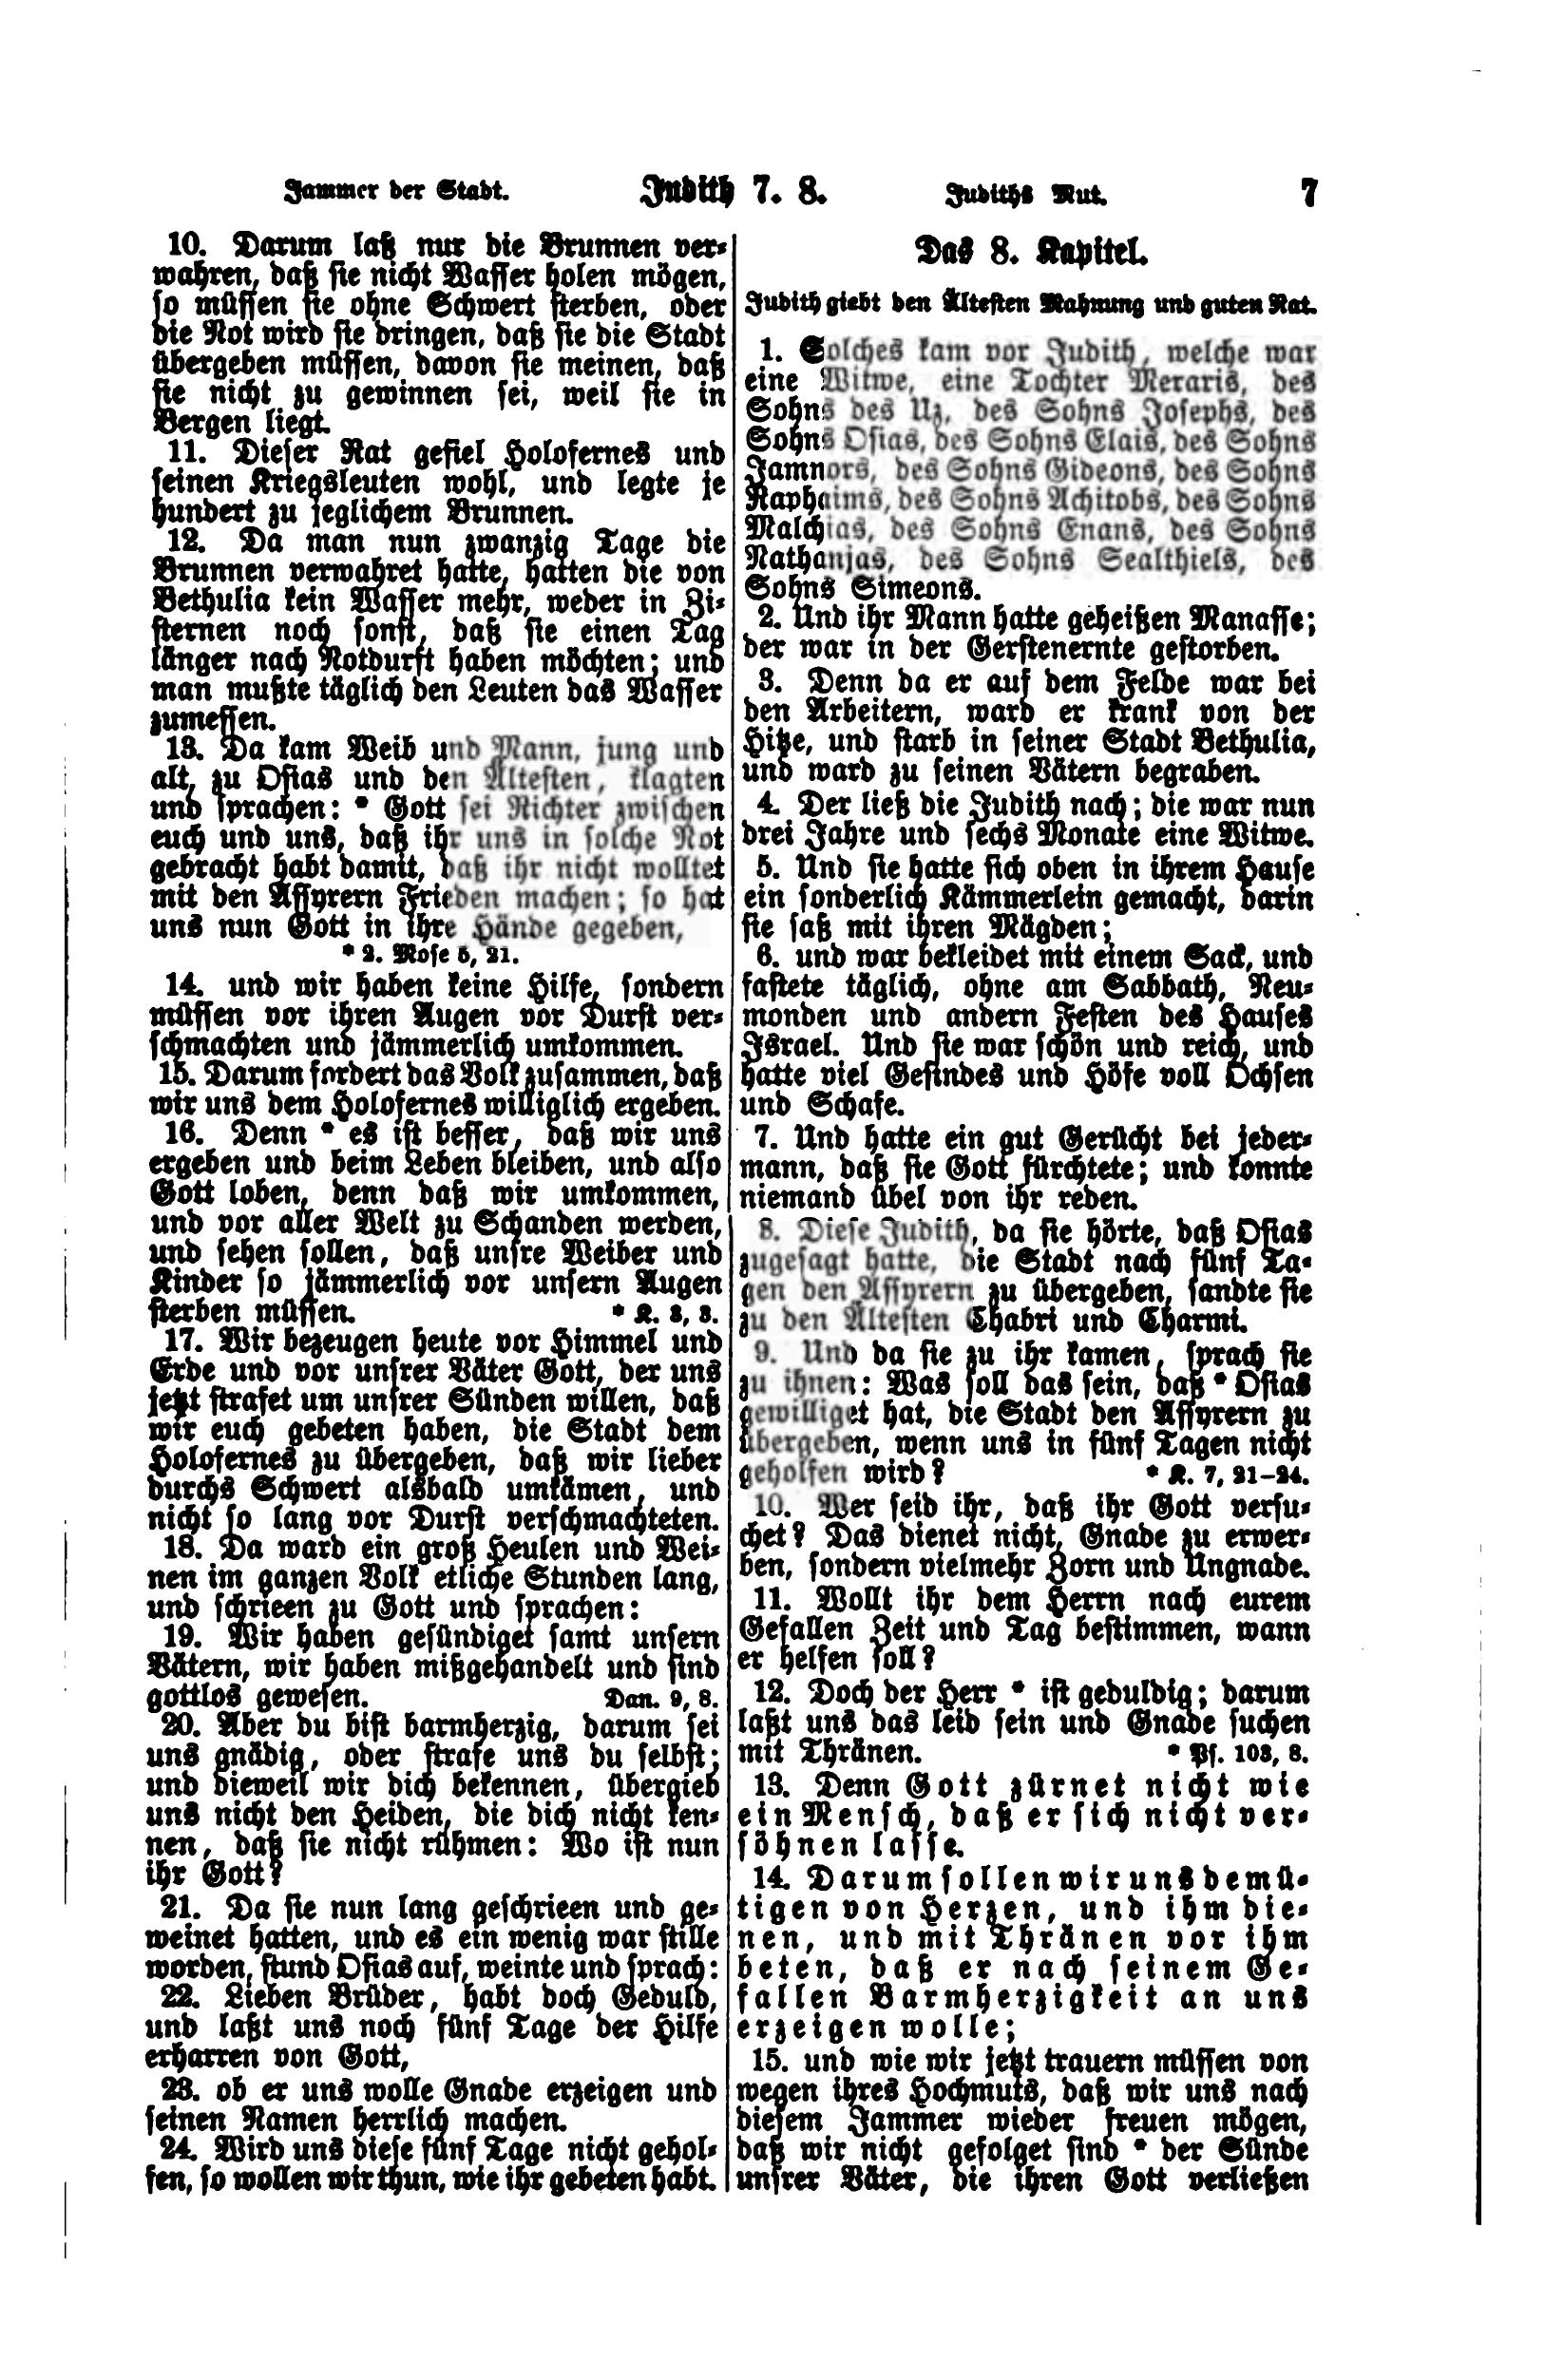 Jammer der Stadt. Judith 7. 8. Judiths Mut. 7
10. Darum laß nur die Brunnen ver-
wahren, daß sie nicht Wasser holen mögen,
so müssen sie ohne Schwert sterben, oder
die Not wird sie dringen, daß sie die Stadt
übergeben müssen, davon sie meinen, daß
sie nicht zu gewinnen sei, weil sie in
Bergen liegt.
11. Dieser Rat gefiel Holofernes und
seinen Kriegsleuten wohl, und legte je
hundert zu jeglichem Brunnen.
12. Da man nun zwanzig Tage die
Brunnen verwahret hatte, hatten die von
Bethulia kein Wasser mehr, weder in Zi-
sternen noch sonst, daß sie einen Tag
länger nach Notdurft haben möchten; und
man mußte täglich den Leuten das Wasser
zumessen.
13. Da kam Weib und Mann, jung und
alt, zu Osias und den Ältesten, klagten
und sprachen: * Gott sei Richter zwischen
euch und uns, daß ihr uns in solche Not
gebracht habt damit, daß ihr nicht wolltet
mit den Assyrern Frieden machen; so hat
uns nun Gott in ihre Hände gegeben,
* 2. Mose 5, 21.
14. und wir haben keine Hilfe, sondern
müssen vor ihren Augen vor Durst ver-
schmachten und jämmerlich umkommen.
15. Darum fordert das Volk zusammen, daß
wir uns dem Holofernes williglich ergeben.
16. Denn * es ist besser, daß wir uns
ergeben und beim Leben bleiben, und also
Gott loben, denn daß wir umkommen,
und vor aller Welt zu Schanden werden,
und sehen sollen, daß unsre Weiber und
Kinder so jämmerlich vor unsern Augen
sterben müssen. * K. 3, 3.
17. Wir bezeugen heute vor Himmel und
Erde und vor unsrer Väter Gott, der uns
jetzt strafet um unsrer Sünden willen, daß
wir euch gebeten haben, die Stadt dem
Holofernes zu übergeben, daß wir lieber
durchs Schwert alsbald umkämen, und
nicht so lang vor Durst verschmachteten.
18. Da ward ein groß Heulen und Wei-
nen im ganzen Volk etliche Stunden lang,
und schrieen zu Gott und sprachen:
19. Wir haben gesündiget samt unsern
Vätern, wir haben mißgehandelt und sind
gottlos gewesen. Dan. 9, 8.
20. Aber du bist barmherzig, darum sei
uns gnädig, oder strafe uns du selbst;
und dieweil wir dich bekennen, übergieb
uns nicht den Heiden, die dich nicht ken-
nen, daß sie nicht rühmen: Wo ist nun
ihr Gott?
21. Da sie nun lang geschrieen und ge-
weinet hatten, und es ein wenig war stille
worden, stund Osias auf, weinte und sprach:
22. Lieben Brüder, habt doch Geduld,
und laßt uns noch fünf Tage der Hilfe
erharren von Gott,
23. ob er uns wolle Gnade erzeigen und
seinen Namen herrlich machen.
24. Wird uns diese fünf Tage nicht gehol-
fen, so wollen wir thun, wie ihr gebeten habt.
Das 8. Kapitel.
Judith giebt den Ältesten Mahnung und guten Rat.
1. Solches kam vor Judith, welche war
eine Witwe, eine Tochter Meraris, des
Sohns des Uz, des Sohns Josephs, des
Sohns Osias, des Sohns Elais, des Sohns
Jamnors, des Sohns Gideons, des Sohns
Raphaims, des Sohns Achitobs, des Sohns
Malchias, des Sohns Enans, des Sohns
Nathanjas, des Sohns Sealthiels, des
Sohns Simeons.
2. Und ihr Mann hatte geheißen Manasse;
der war in der Gerstenernte gestorben.
3. Denn da er auf dem Felde war bei
den Arbeitern, ward er krank von der
Hitze, und starb in seiner Stadt Bethulia,
und ward zu seinen Vätern begraben.
4. Der ließ die Judith nach; die war nun
drei Jahre und sechs Monate eine Witwe.
5. Und sie hatte sich oben in ihrem Hause
ein sonderlich Kämmerlein gemacht, darin
sie saß mit ihren Mägden;
6. und war bekleidet mit einem Sack, und
fastete täglich, ohne am Sabbath, Neu-
monden und andern Festen des Hauses
Israel. Und sie war schön und reich, und
hatte viel Gesindes und Höfe voll Ochsen
und Schafe.
7. Und hatte ein gut Gerücht bei jeder-
mann, daß sie Gott fürchtete; und konnte
niemand übel von ihr reden.
8. Diese Judith, da sie hörte, daß Osias
zugesagt hatte, die Stadt nach fünf Ta-
gen den Assyrern zu übergeben, sandte sie
zu den Ältesten Chabri und Charmi.
9. Und da sie zu ihr kamen, sprach sie
zu ihnen: Was soll das sein, daß * Osias
gewilliget hat, die Stadt den Assyrern zu
übergeben, wenn uns in fünf Tagen nicht
geholfen wird? * K. 7, 21–24.
10. Wer seid ihr, daß ihr Gott versu-
chet? Das dienet nicht, Gnade zu erwer-
ben, sondern vielmehr Zorn und Ungnade.
11. Wollt ihr dem Herrn nach eurem
Gefallen Zeit und Tag bestimmen, wann
er helfen soll?
12. Doch der Herr * ist geduldig; darum
laßt uns das leid sein und Gnade suchen
mit Thränen. * Ps. 103, 8.
13. Denn Gott zürnet nicht wie
ein Mensch, daß er sich nicht ver-
söhnen lasse.
14. Darum sollen wir uns demü-
tigen von Herzen, und ihm die-
nen, und mit Thränen vor ihm
beten, daß er nach seinem Ge-
fallen Barmherzigkeit an uns
erzeigen wolle;
15. und wie wir jetzt trauern müssen von
wegen ihres Hochmuts, daß wir uns nach
diesem Jammer wieder freuen mögen,
daß wir nicht gefolget sind * der Sünde
unsrer Väter, die ihren Gott verließen